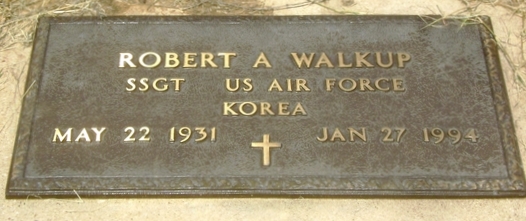 ROBERT A WALKUP
SSGT US AIR FORCE
KOREA
MAY 22 1931 JAN 27 1994